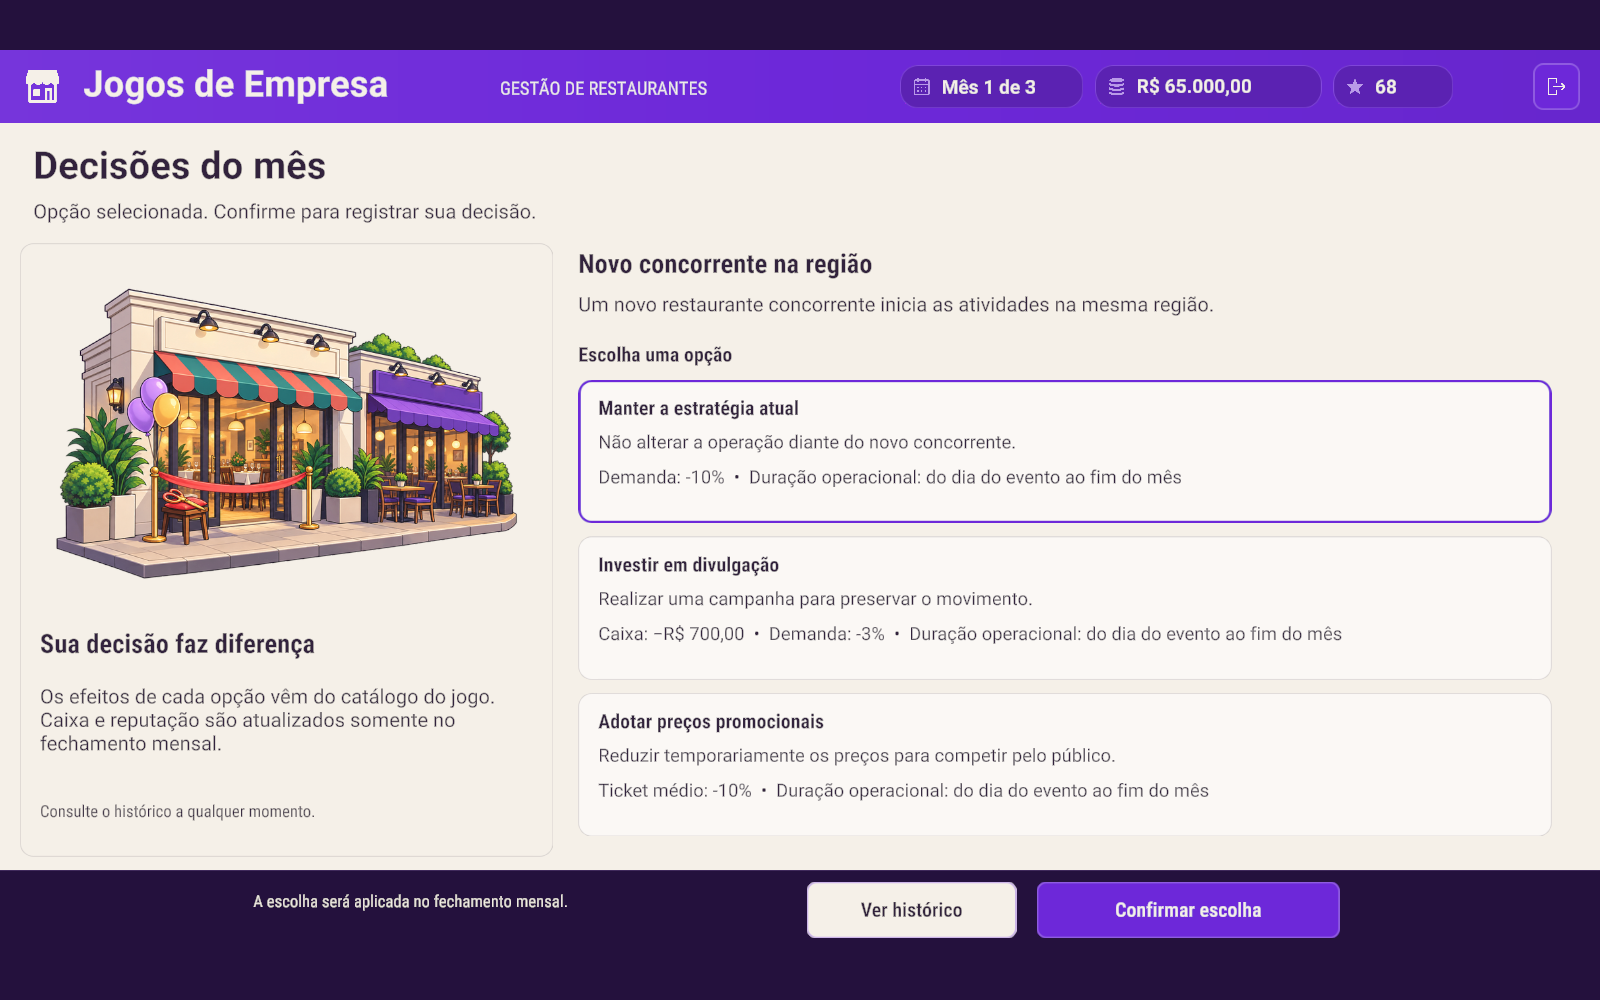 Jogos de Empresa
GESTÃO DE RESTAURANTES
Mês 1 de 3
R$ 65.000,00
68
Decisões do mês
Opção selecionada. Confirme para registrar sua decisão.
Sua decisão faz diferença
Os efeitos de cada opção vêm do catálogo do jogo.
Caixa e reputação são atualizados somente no
fechamento mensal.
Consulte o histórico a qualquer momento.
Novo concorrente na região
Um novo restaurante concorrente inicia as atividades na mesma região.
Escolha uma opção
Manter a estratégia atual
Não alterar a operação diante do novo concorrente.
Demanda: -10% • Duração operacional: do dia do evento ao fim do mês
Investir em divulgação
Realizar uma campanha para preservar o movimento.
Caixa: −R$ 700,00 • Demanda: -3% • Duração operacional: do dia do evento ao fim do mês
Adotar preços promocionais
Reduzir temporariamente os preços para competir pelo público.
Ticket médio: -10% • Duração operacional: do dia do evento ao fim do mês
A escolha será aplicada no fechamento mensal.
Ver histórico
Confirmar escolha